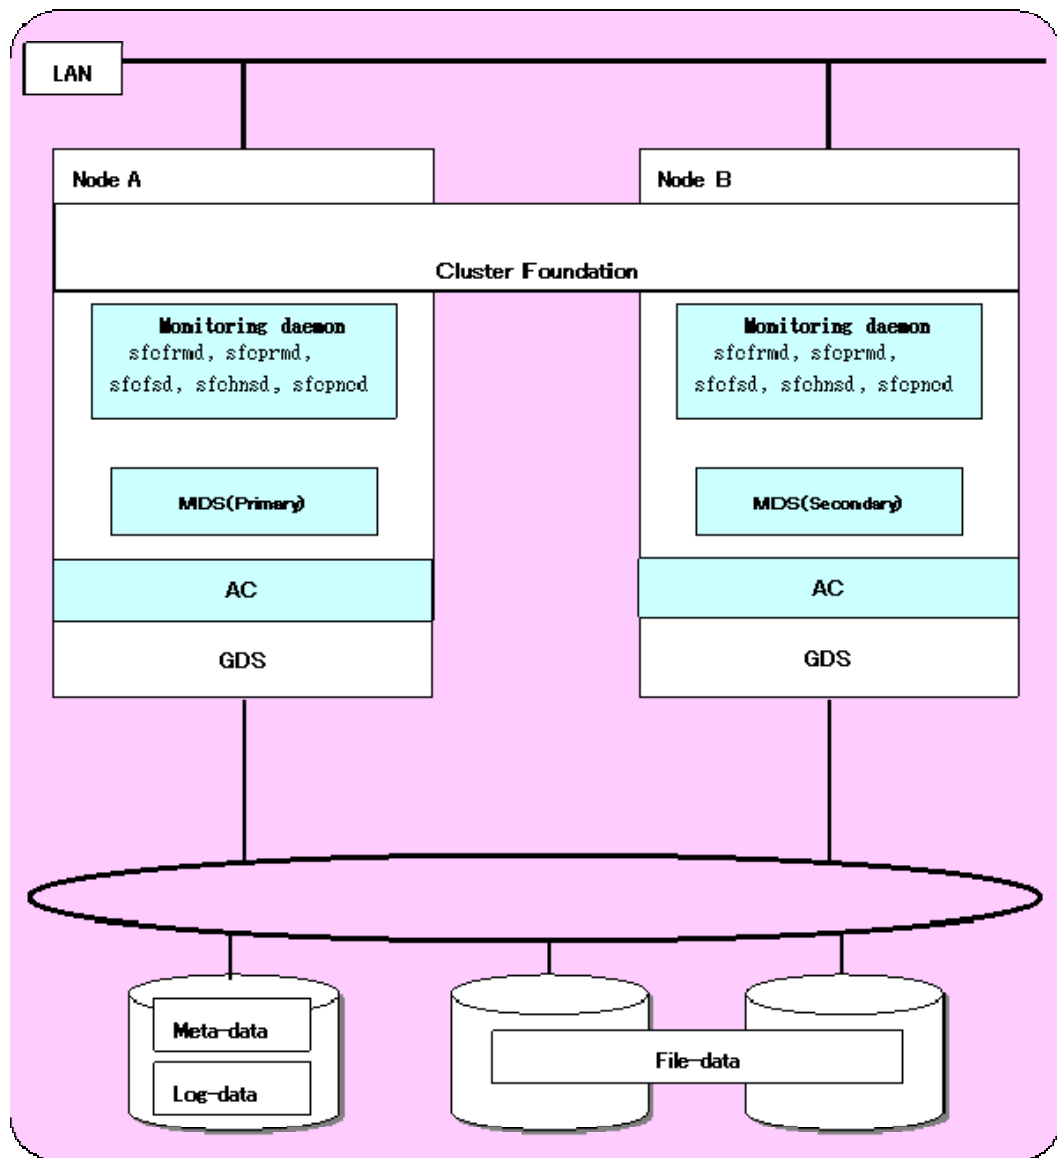 LAN
Node A
Node B
Cluster Foundation
Monitoring daemon
sfcfrmd, sfcprmd,
sfcfsd, sfchnsd, sfcpncd
Monitoring daemon
sfcfrmd, sfcprmd,
sfcfsd, sfchnsd, sfcpncd
MDS(Primary)
MDS(Secondary)
AC
AC
GDS
GDS
Meta-data
Log-data
File-data